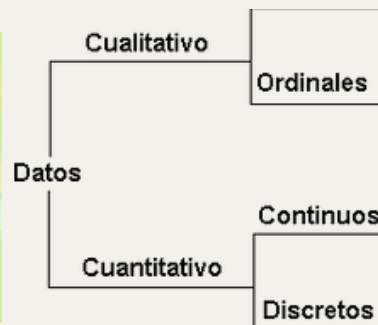 Cualitativo
Ordinales
Datos
Continuos
Cuantitativo
Discretos